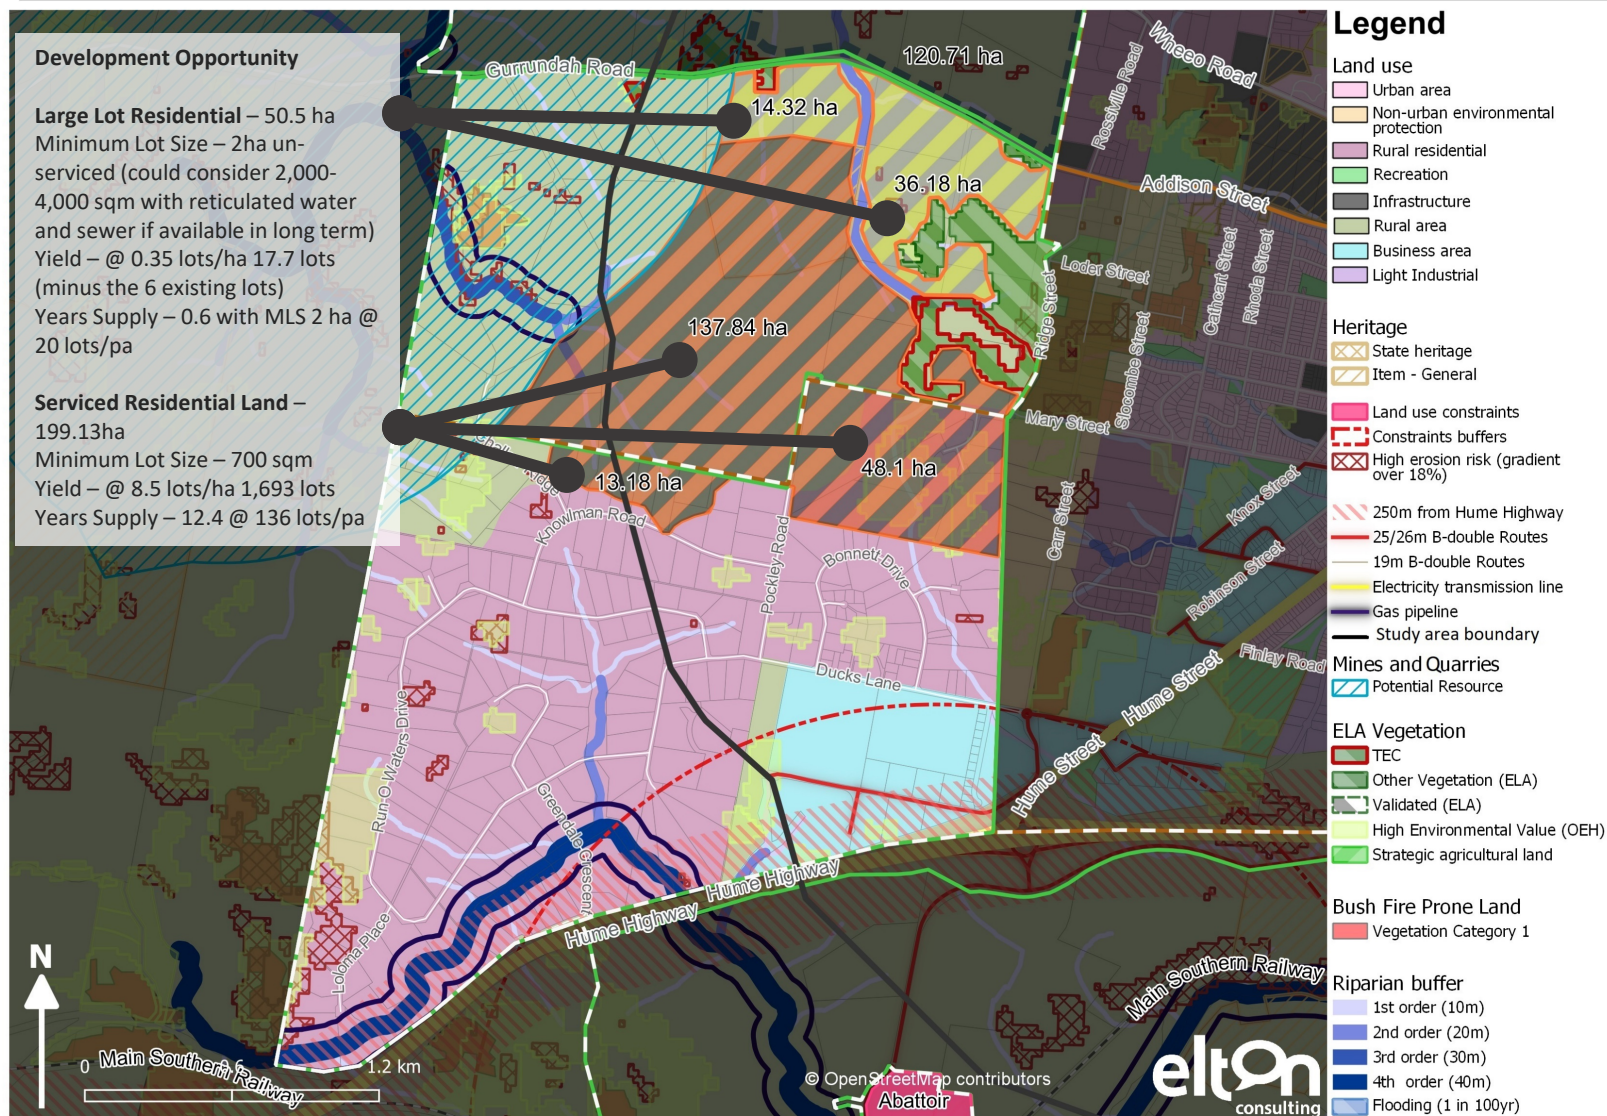 Development Opportunity
Large Lot Residential – 50.5 ha
Minimum Lot Size – 2ha un-
serviced (could consider 2,000-
4,000 sqm with reticulated water
and sewer if available in long term)
Yield – @ 0.35 lots/ha 17.7 lots
(minus the 6 existing lots)
Years Supply – 0.6 with MLS 2 ha @
20 lots/pa
Serviced Residential Land –
199.13ha
Minimum Lot Size – 700 sqm
Yield – @ 8.5 lots/ha 1,693 lots
Years Supply – 12.4 @ 136 lots/pa
Gurrundah Road
120.71 ha
14.32 ha
36.18 ha
137.84 ha
48.1 ha
13.18 ha
Wheeo Road
Rossiville Road
Addison Street
Loder Street
Cathcart Street
Rhoda Street
Ridge Street
Slocombe Street
Mary Street
Carr Street
Knox Street
Robinson Street
Finlay Road
Hume Street
Hume Street
Ridge
Knowlman Road
Pockley Road
Bonnett Drive
Ducks Lane
Run-O-Waters Drive
Greendale Crescent
Loloma Place
Hume Highway
Hume Highway
Main Southern Railway
Main Southern Railway
N
0
1.2 km
© OpenStreetMap contributors
Abattoir
elton
consulting
Legend
Land use
Urban area
Non-urban environmental
protection
Rural residential
Recreation
Infrastructure
Rural area
Business area
Light Industrial
Heritage
State heritage
Item - General
Land use constraints
Constraints buffers
High erosion risk (gradient
over 18%)
250m from Hume Highway
25/26m B-double Routes
19m B-double Routes
Electricity transmission line
Gas pipeline
Study area boundary
Mines and Quarries
Potential Resource
ELA Vegetation
TEC
Other Vegetation (ELA)
Validated (ELA)
High Environmental Value (OEH)
Strategic agricultural land
Bush Fire Prone Land
Vegetation Category 1
Riparian buffer
1st order (10m)
2nd order (20m)
3rd order (30m)
4th order (40m)
Flooding (1 in 100yr)